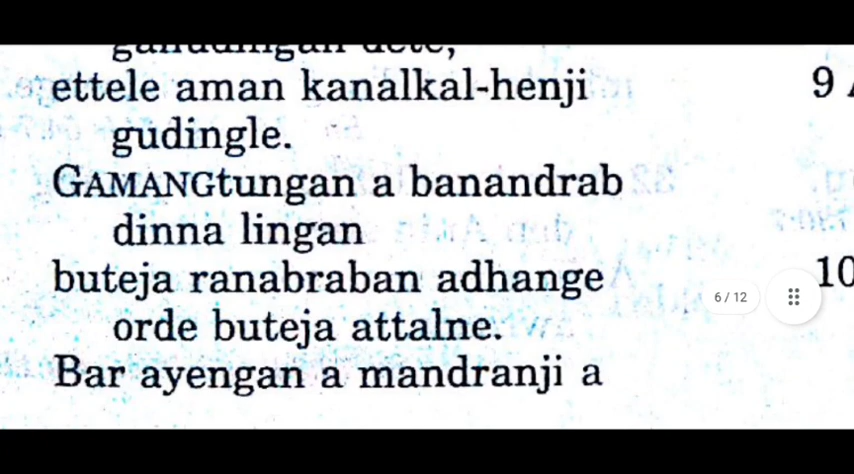 ettele aman kanalkal-henji 9
gudingle.
GAMANGtungan a banandrab
dinna lingan
buteja ranabraban adhange 10
6 / 12
orde buteja attalne.
Bar ayengan a mandranji a